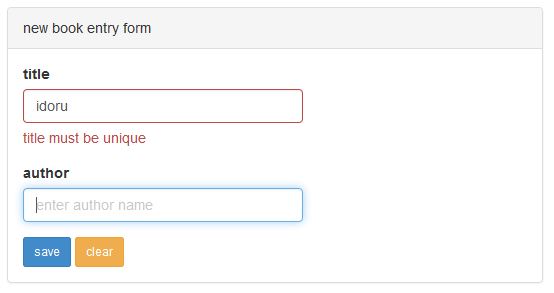 new book entry form
title
idoru
title must be unique
author
enter author name
save clear